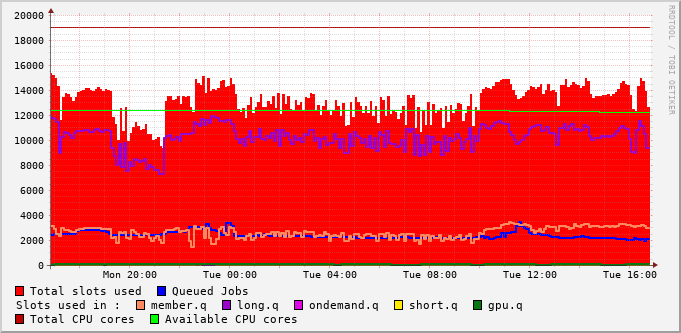 20000
18000
16000
14000
12000
10000
8000
6000
4000
2000
0
Mon 20:00 Tue 00:00 Tue 04:00 Tue 08:00 Tue 12:00 Tue 16:00
RRDTOOL / TOBI OETIKER
Total slots used Queued Jobs
Slots used in : member.q long.q ondemand.q short.q gpu.q
Total CPU cores Available CPU cores